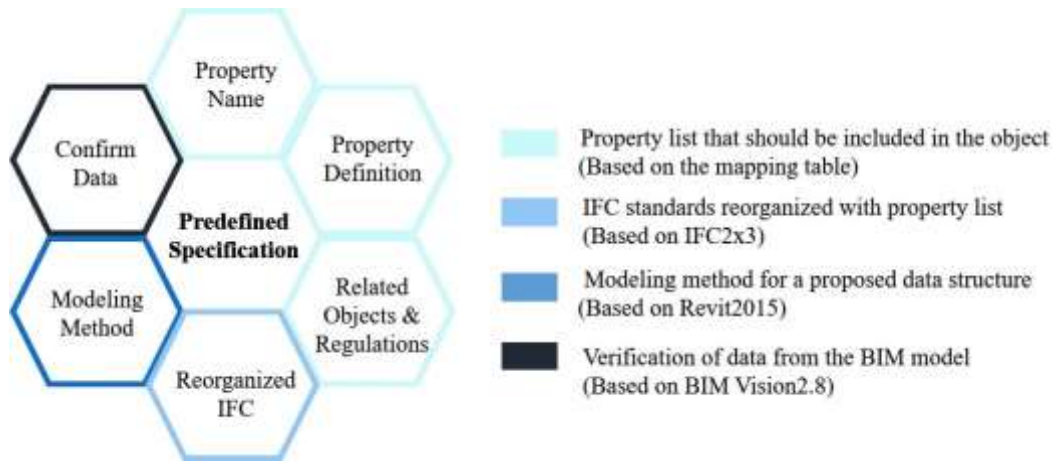 Property
Name
Confirm
Data
Property
Definition
Predefined
Specification
Modeling
Method
Related
Objects &
Regulations
Reorganized
IFC
Property list that should be included in the object
(Based on the mapping table)
IFC standards reorganized with property list
(Based on IFC2x3)
Modeling method for a proposed data structure
(Based on Revit2015)
Verification of data from the BIM model
(Based on BIM Vision2.8)